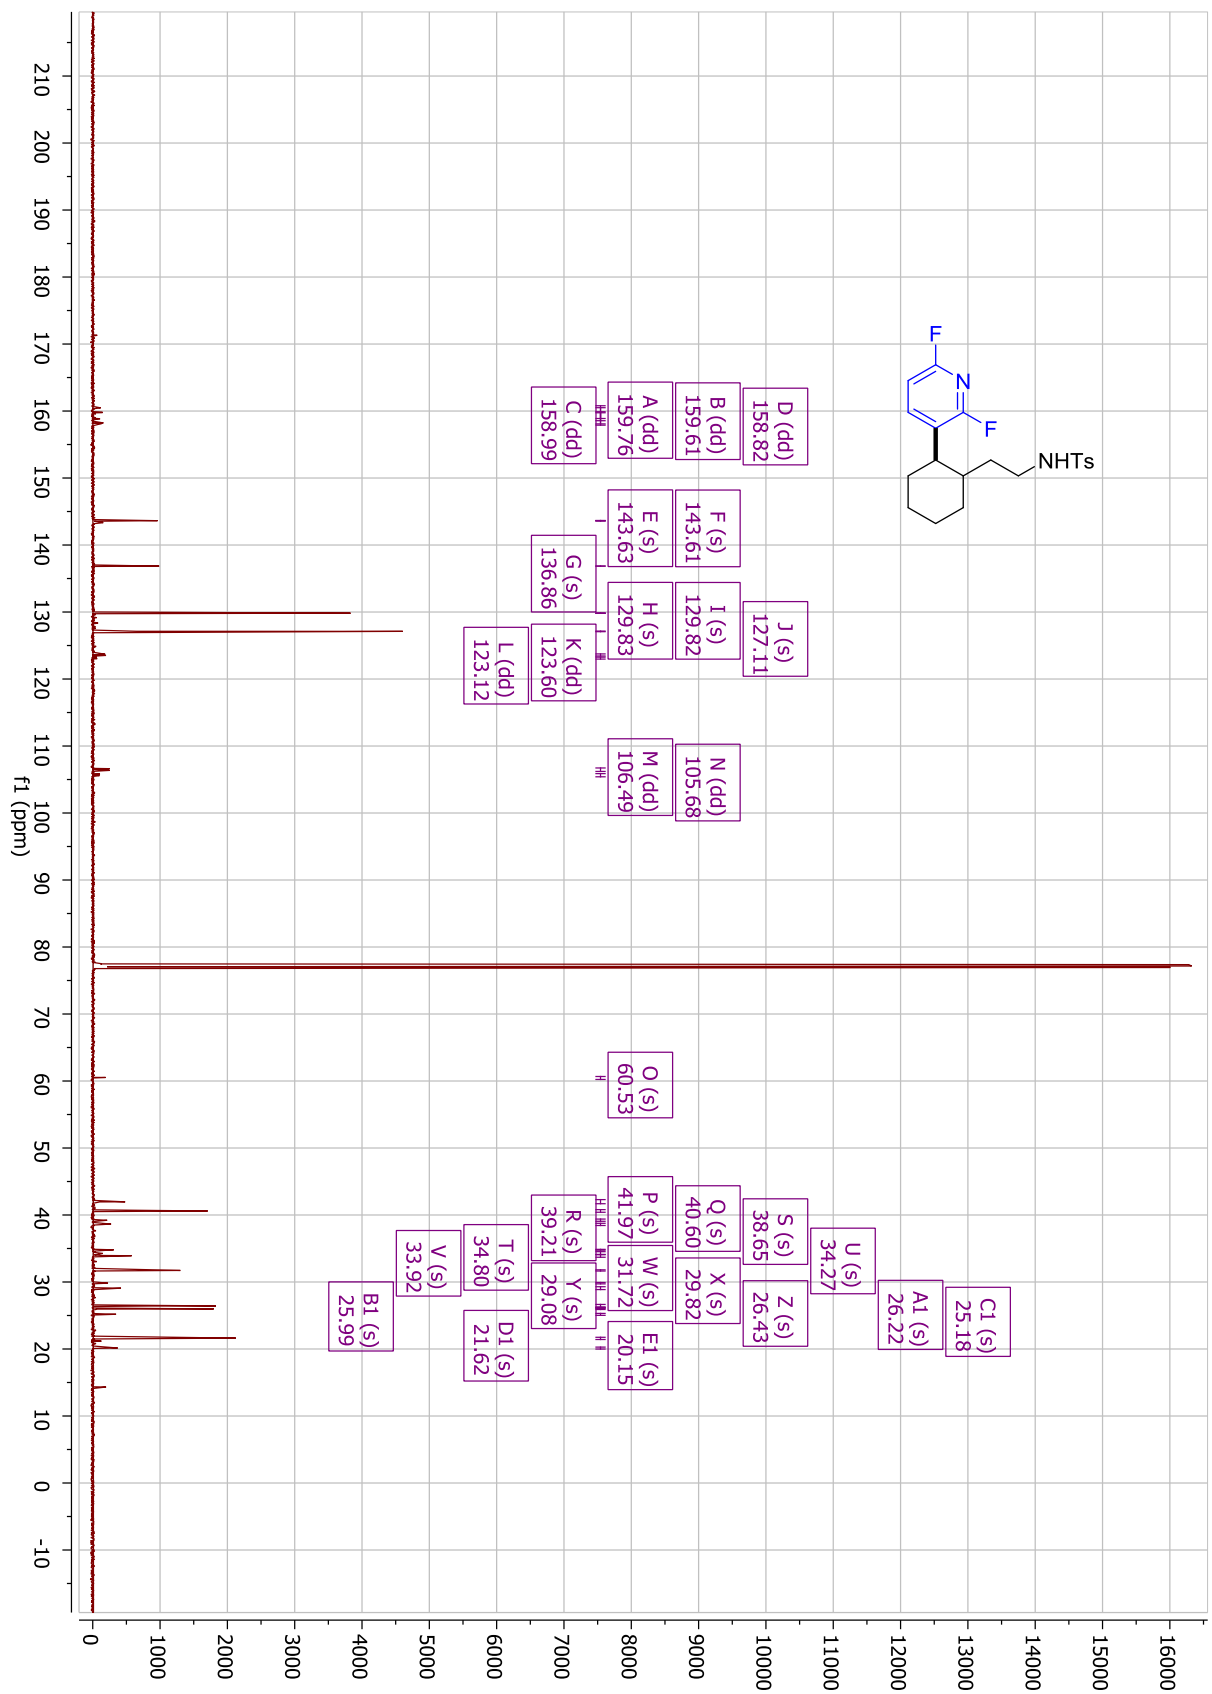 F
N
F
NHTs
D (dd)
158.82
B (dd)
159.61
A (dd)
159.76
C (dd)
158.99
F (s)
143.61
E (s)
143.63
G (s)
136.86
J (s)
127.11
I (s)
129.82
H (s)
129.83
K (dd)
123.60
L (dd)
123.12
N (dd)
105.68
M (dd)
106.49
O (s)
60.53
C1 (s)
25.18
A1 (s)
26.22
U (s)
34.27
S (s)
38.65
Z (s)
26.43
Q (s)
40.60
X (s)
29.82
P (s)
41.97
W (s)
31.72
E1 (s)
20.15
R (s)
39.21
Y (s)
29.08
T (s)
34.80
D1 (s)
21.62
V (s)
33.92
B1 (s)
25.99
16000
15000
14000
13000
12000
11000
10000
9000
8000
7000
6000
5000
4000
3000
2000
1000
0
210 200 190 180 170 160 150 140 130 120 110 100 90 80 70 60 50 40 30 20 10 0 -10
f1 (ppm)